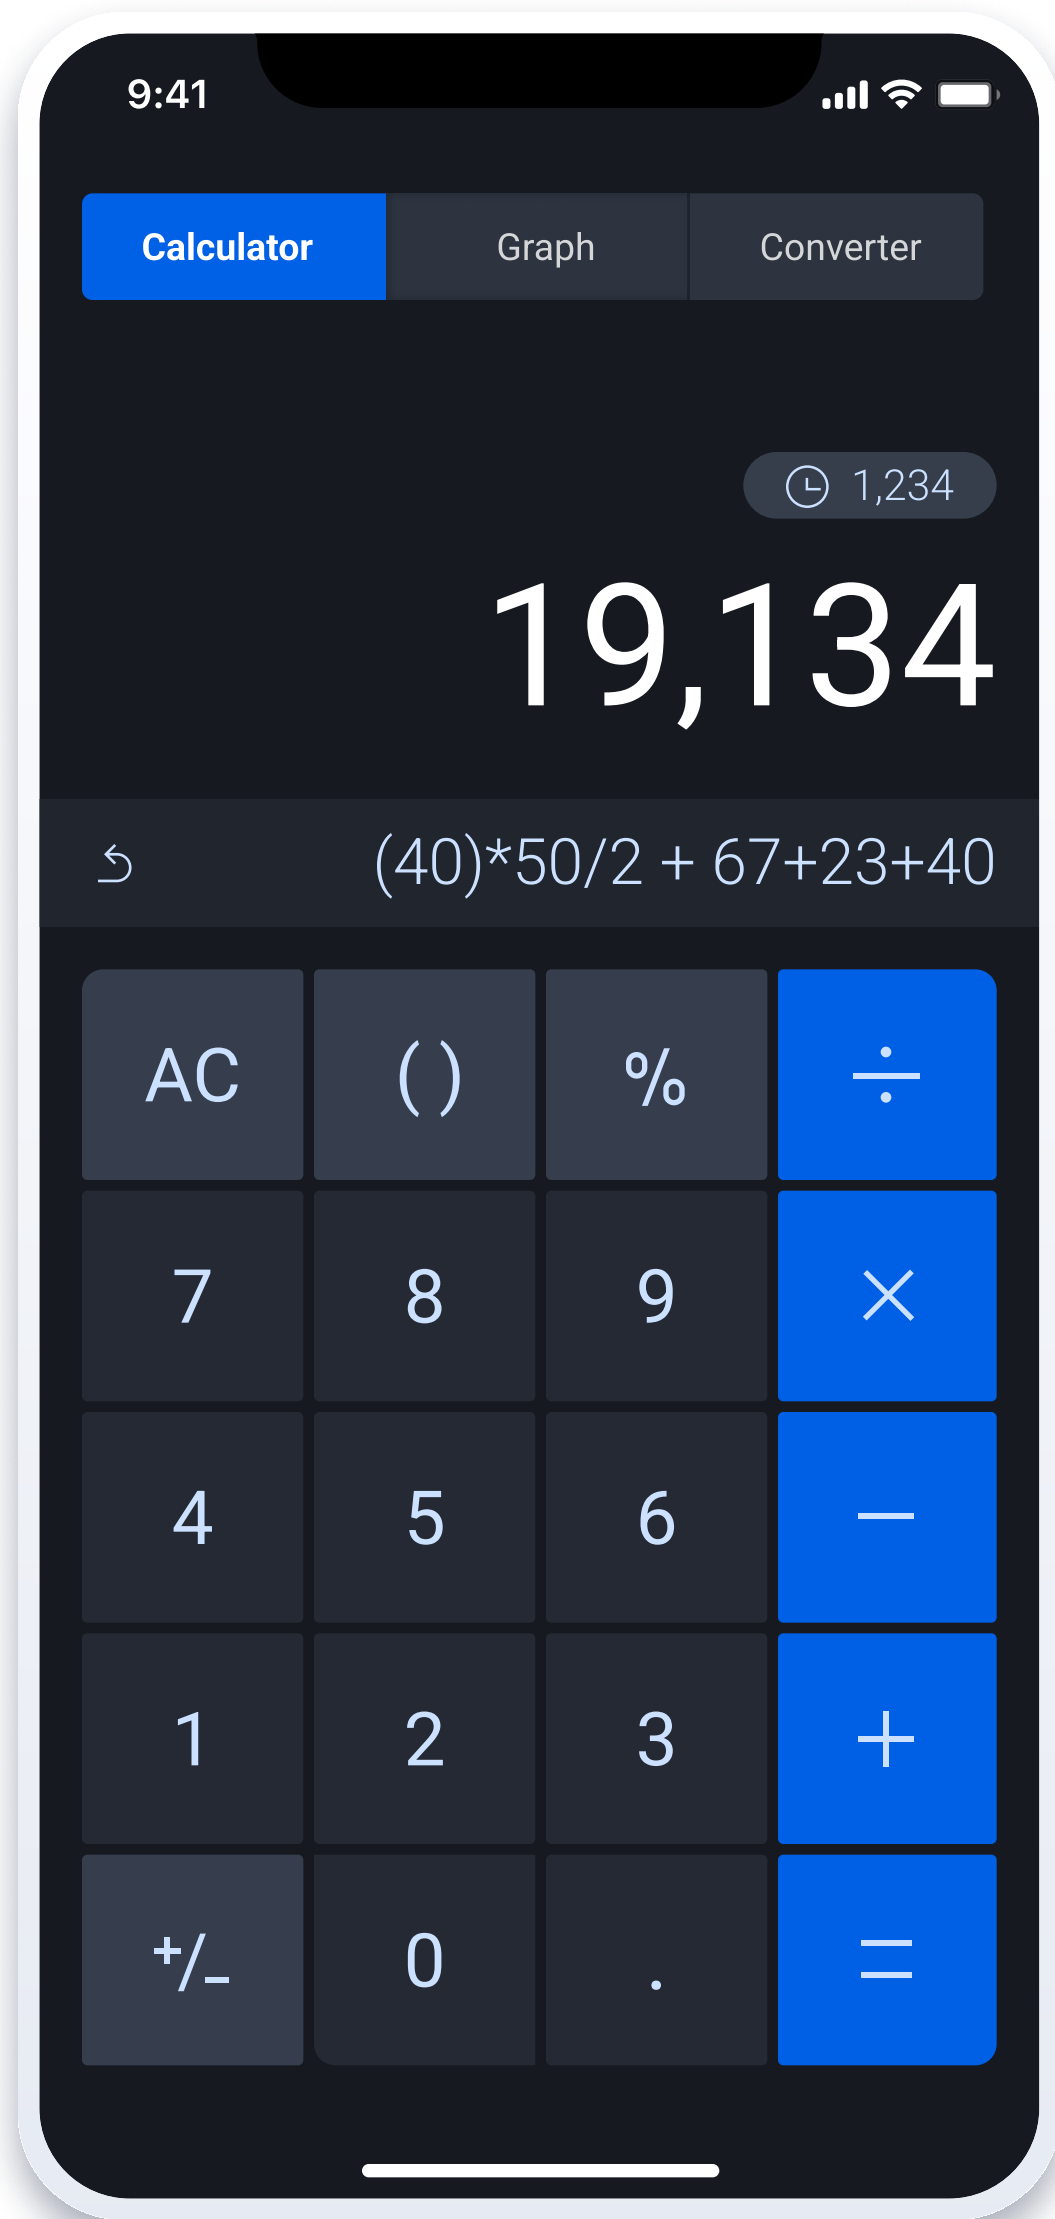 9:41
Calculator Graph Converter
1,234
19,134
(40)*50/2 + 67+23+40
AC ( ) % ÷
7 8 9 ×
4 5 6 −
1 2 3 +
+/- 0 . =